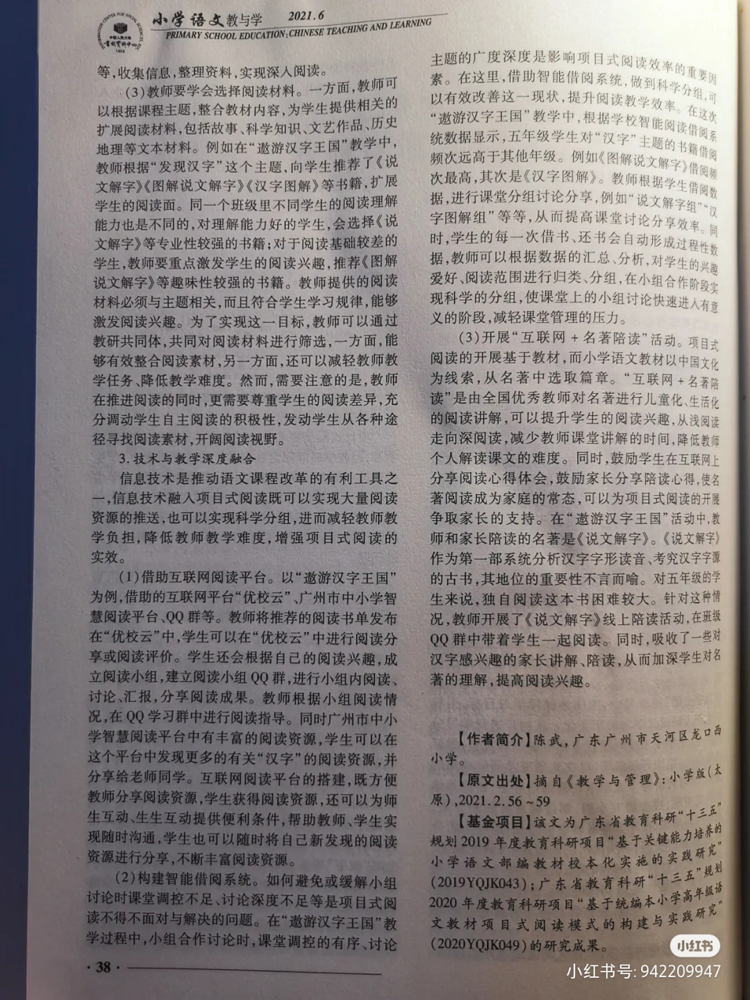 小学语文教与学 2021.6
PRIMARY SCHOOL EDUCATION:CHINESE TEACHING AND LEARNING
中国人民大学
书报资料中心
1958
等,收集信息,整理资料,实现深入阅读。
(3)教师要学会选择阅读材料。一方面,教师可
以根据课程主题,整合教材内容,为学生提供相关的
扩展阅读材料,包括故事、科学知识、文艺作品、历史
地理等文本材料。例如在“遨游汉字王国”教学中,
教师根据“发现汉字”这个主题,向学生推荐了《说
文解字》《图解说文解字》《汉字图解》等书籍,扩展
学生的阅读面。同一个班级里不同学生的阅读理解
能力也是不同的,对理解能力好的学生,会选择《说
文解字》等专业性较强的书籍;对于阅读基础较差的
学生,教师要重点激发学生的阅读兴趣,推荐《图解
说文解字》等趣味性较强的书籍。教师提供的阅读
材料必须与主题相关,而且符合学生学习规律,能够
激发阅读兴趣。为了实现这一目标,教师可以通过
教研共同体,共同对阅读材料进行筛选,一方面,能
够有效整合阅读素材,另一方面,还可以减轻教师教
学任务、降低教学难度。然而,需要注意的是,教师
在推进阅读的同时,更需要尊重学生的阅读差异,充
分调动学生自主阅读的积极性,发动学生从各种途
径寻找阅读素材,开阔阅读视野。
3.技术与教学深度融合
信息技术是推动语文课程改革的有利工具之
一,信息技术融入项目式阅读既可以实现大量阅读
资源的推送,也可以实现科学分组,进而减轻教师教
学负担,降低教师教学难度,增强项目式阅读的
实效。
(1)借助互联网阅读平台。以“遨游汉字王国”
为例,借助的互联网平台“优校云”、广州市中小学智
慧阅读平台、QQ群等。教师将推荐的阅读书单发布
在“优校云”中,学生可以在“优校云”中进行阅读分
享或阅读评价。学生还会根据自己的阅读兴趣,成
立阅读小组,建立阅读小组QQ群,进行小组内阅读、
讨论、汇报,分享阅读成果。教师根据小组阅读情
况,在QQ学习群中进行阅读指导。同时广州市中小
学智慧阅读平台中有丰富的阅读资源,学生可以在
这个平台中发现更多的有关“汉字”的阅读资源,并
分享给老师同学。互联网阅读平台的搭建,既方便
教师分享阅读资源,学生获得阅读资源,还可以为师
生互动、生生互动提供便利条件,帮助教师、学生实
现随时沟通,学生也可以随时将自己新发现的阅读
资源进行分享,不断丰富阅读资源。
(2)构建智能借阅系统。如何避免或缓解小组
讨论时课堂调控不足、讨论深度不足等是项目式阅
读不得不面对与解决的问题。在“遨游汉字王国”教
学过程中,小组合作讨论时,课堂调控的有序、讨论
·38·
主题的广度深度是影响项目式阅读效率的重要因
素。在这里,借助智能借阅系统,做到科学分组,可
以有效改善这一现状,提升阅读教学效率。在这次
“遨游汉字王国”教学中,根据学校智能阅读借阅系
统数据显示,五年级学生对“汉字”主题的书籍借阅
频次远高于其他年级。例如《图解说文解字》借阅频
次最高,其次是《汉字图解》。教师根据学生借阅数
据,进行课堂分组讨论分享,例如“说文解字组”“汉
字图解组”等等,从而提高课堂讨论分享效率。同
时,学生的每一次借书、还书会自动形成过程性数
据,教师可以根据数据的汇总、分析,对学生的兴趣
爱好、阅读范围进行归类、分组,在小组合作阶段实
现科学的分组,使课堂上的小组讨论快速进入有意
义的阶段,减轻课堂管理的压力。
(3)开展“互联网+名著陪读”活动。项目式
阅读的开展基于教材,而小学语文教材以中国文化
为线索,从名著中选取篇章。“互联网+名著陪
读”是由全国优秀教师对名著进行儿童化、生活化
的阅读讲解,可以提升学生的阅读兴趣,从浅阅读
走向深阅读,减少教师课堂讲解的时间,降低教师
个人解读课文的难度。同时,鼓励学生在互联网上
分享阅读心得体会,鼓励家长分享陪读心得,使名
著阅读成为家庭的常态,可以为项目式阅读的开展
争取家长的支持。在“遨游汉字王国”活动中,教
师和家长陪读的名著是《说文解字》。《说文解字》
作为第一部系统分析汉字字形读音、考究汉字字源
的古书,其地位的重要性不言而喻。对五年级的学
生来说,独自阅读这本书困难较大。针对这种情
况,教师开展了《说文解字》线上陪读活动,在班级
QQ群中带着学生一起阅读。同时,吸收了一些对
汉字感兴趣的家长讲解、陪读,从而加深学生对名
著的理解,提高阅读兴趣。
【作者简介】陈武,广东广州市天河区龙口西
小学。
【原文出处】摘自《教学与管理》:小学版(太
原),2021.2.56~59
【基金项目】该文为广东省教育科研“十三五”
规划2019年度教育科研项目“基于关键能力培养的
小学语文部编教材校本化实施的实践研究”
(2019YQJK043);广东省教育科研“十三五”规划
2020年度教育科研项目“基于统编本小学高年级语
文教材项目式阅读模式的构建与实践研究”
(2020YQJK049)的研究成果。
小红书
小红书号: 942209947